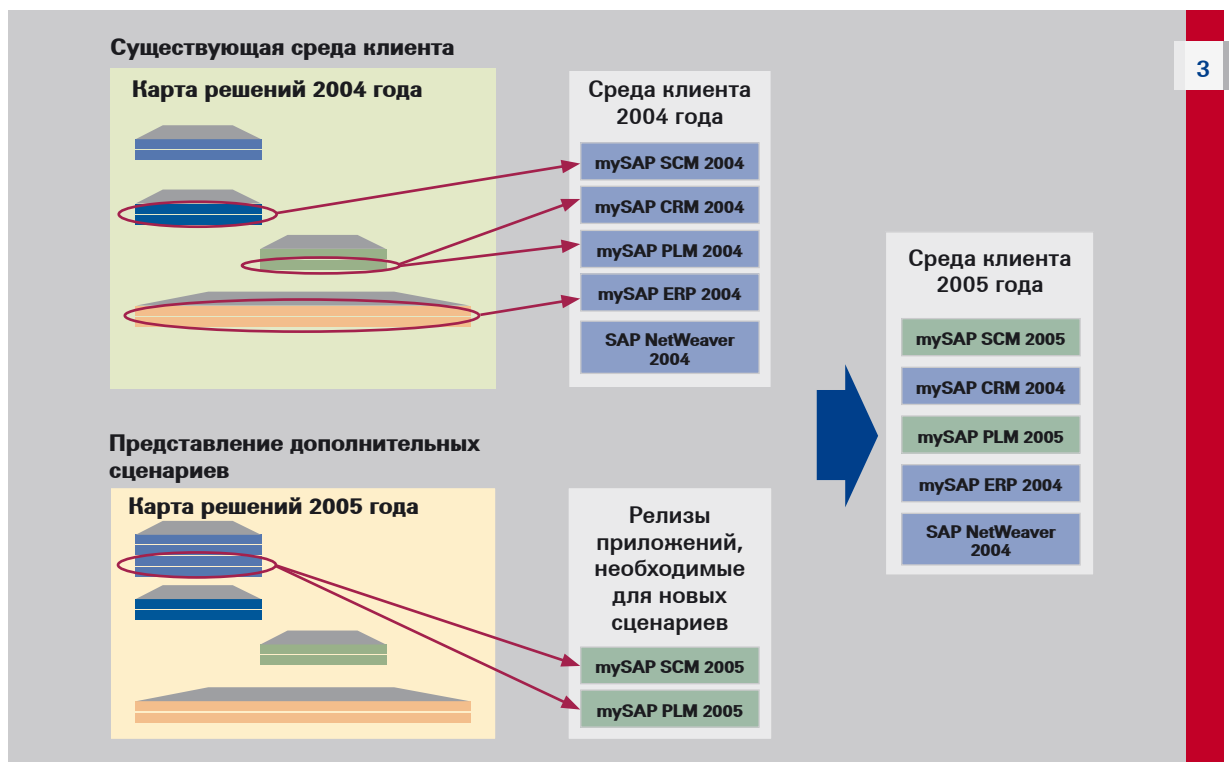 Существующая среда клиента
Карта решений 2004 года
Среда клиента
2004 года
mySAP SCM 2004
mySAP CRM 2004
mySAP PLM 2004
mySAP ERP 2004
SAP NetWeaver
2004
Представление дополнительных
сценариев
Карта решений 2005 года
Релизы
приложений,
необходимые
для новых
сценариев
mySAP SCM 2005
mySAP PLM 2005
Среда клиента
2005 года
mySAP SCM 2005
mySAP CRM 2004
mySAP PLM 2005
mySAP ERP 2004
SAP NetWeaver
2004
3